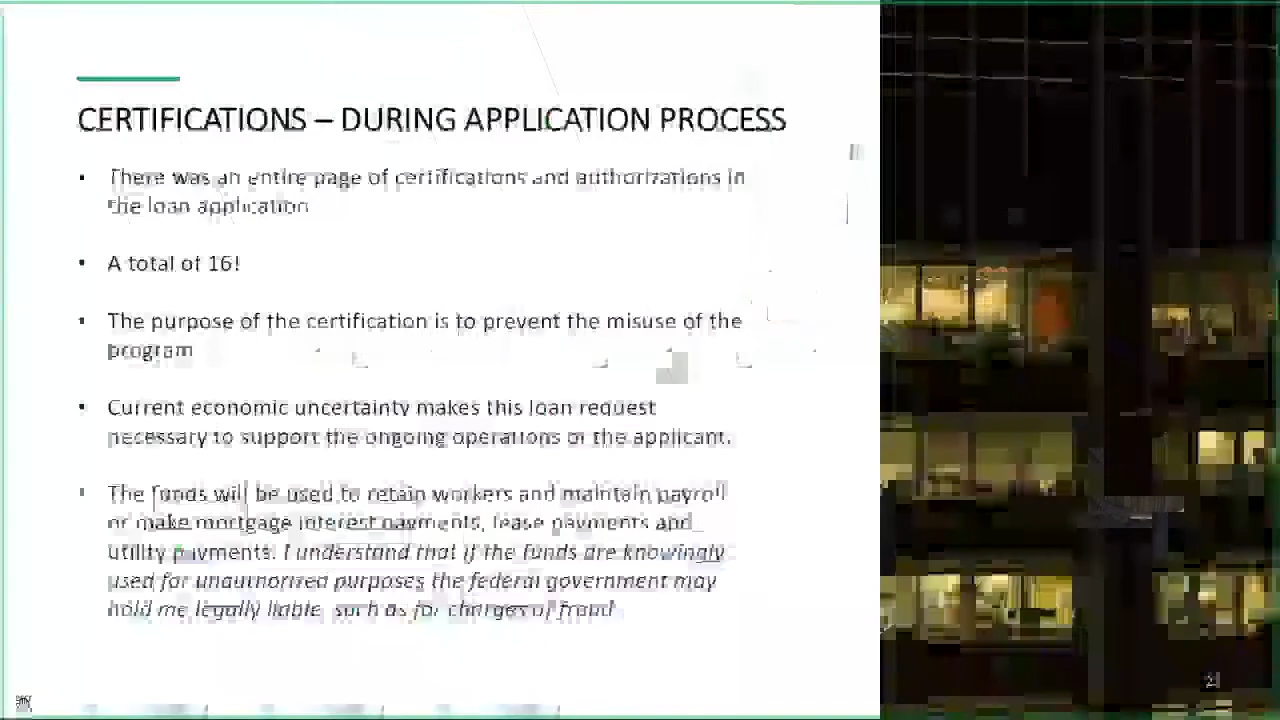 CERTIFICATIONS – DURING APPLICATION PROCESS
• There was an entire page of certifications and authorizations in
the loan application
• A total of 16!
• The purpose of the certification is to prevent the misuse of the
program
• Current economic uncertainty makes this loan request
necessary to support the ongoing operations of the applicant.
• The funds will be used to retain workers and maintain payroll
or make mortgage interest payments, lease payments and
utility payments. I understand that if the funds are knowingly
used for unauthorized purposes the federal government may
hold me legally liable, such as for charges of fraud